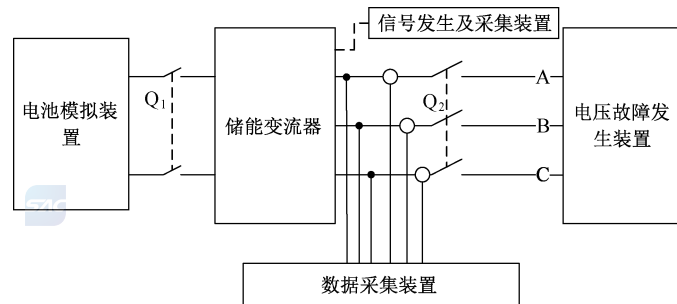 信号发生及采集装置
电池模拟装
置
Q1
储能变流器
Q2
A
B
C
电压故障发
生装置
数据采集装置
SAC